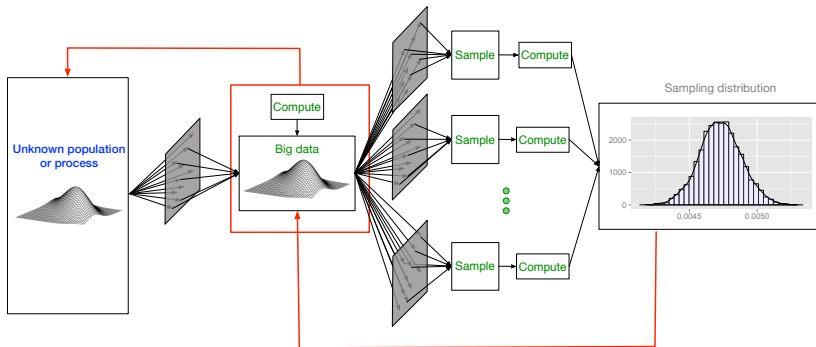 Sample
Compute
Sampling distribution
Compute
Unknown population
or process
Big data
Sample
Compute
2000
1000
0
0.0045
0.0050
Sample
Compute